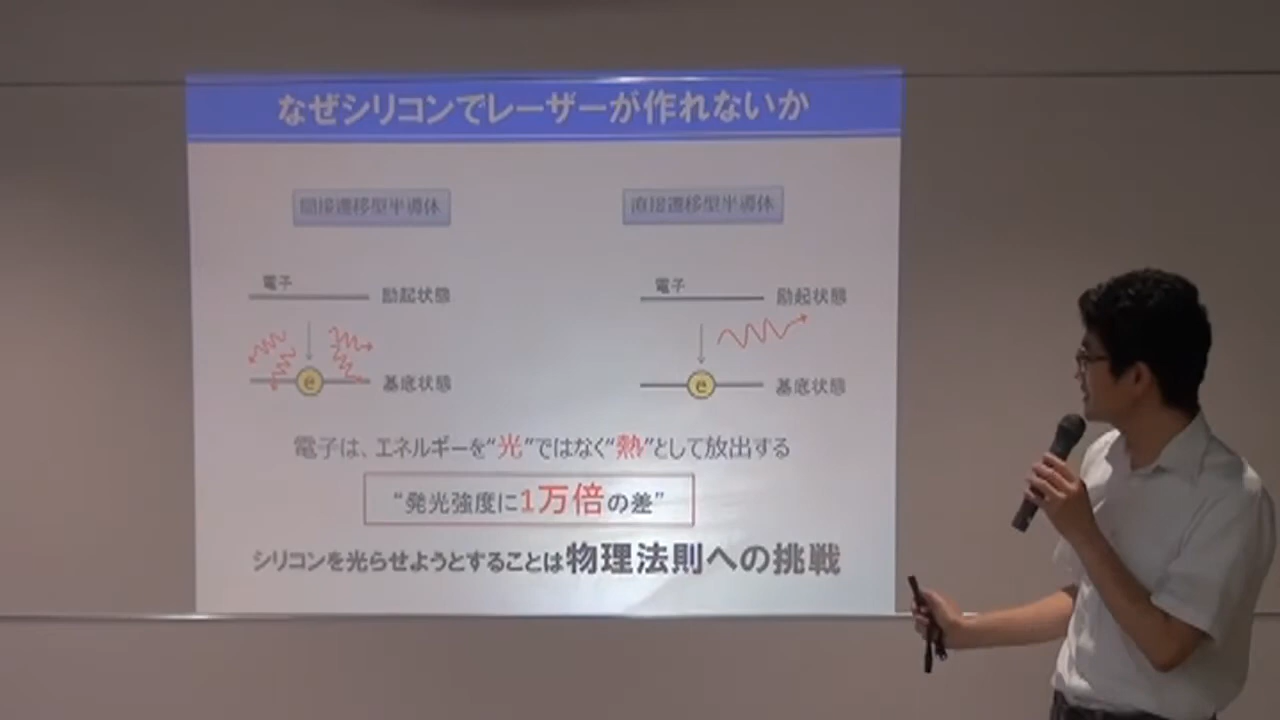 なぜシリコンでレーザーが作れないか
間接遷移型半導体
直接遷移型半導体
電子
励起状態
電子
励起状態
e
基底状態
e
基底状態
電子は、エネルギーを“光”ではなく“熱”として放出する
“発光強度に1万倍の差”
シリコンを光らせようとすることは物理法則への挑戦